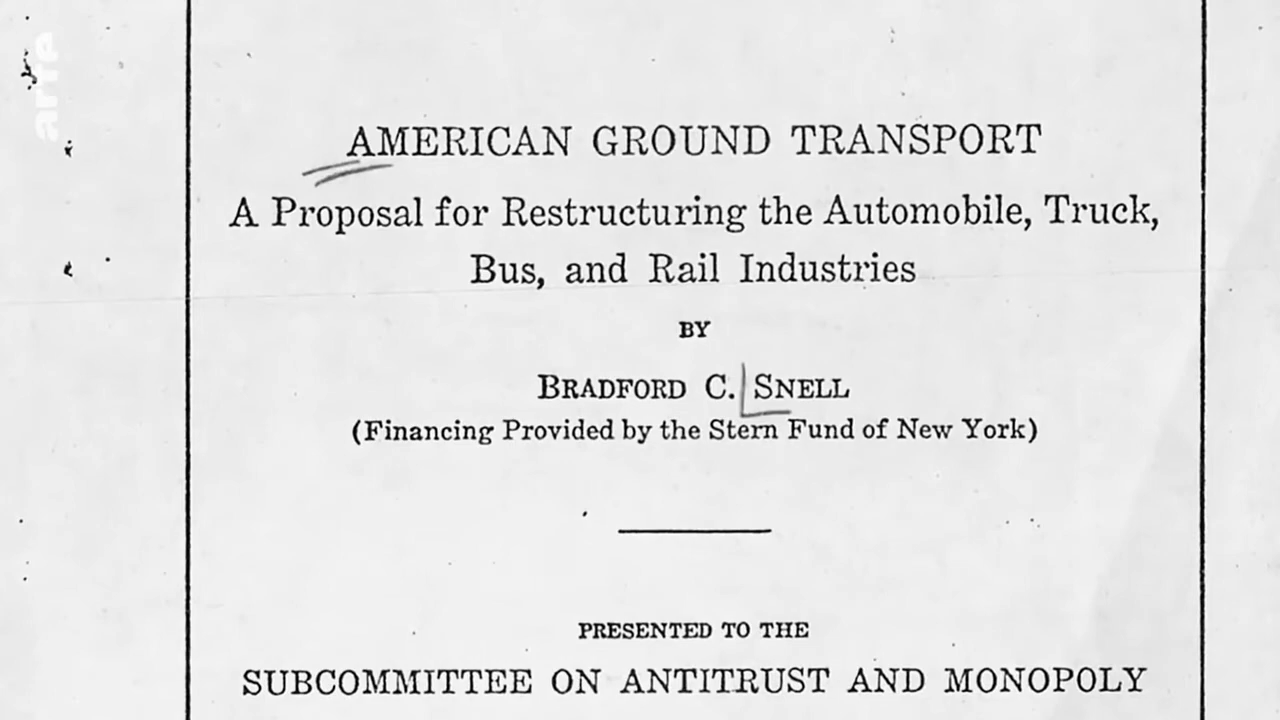 arte
AMERICAN GROUND TRANSPORT
A Proposal for Restructuring the Automobile, Truck,
Bus, and Rail Industries
BY
BRADFORD C. SNELL
(Financing Provided by the Stern Fund of New York)
PRESENTED TO THE
SUBCOMMITTEE ON ANTITRUST AND MONOPOLY